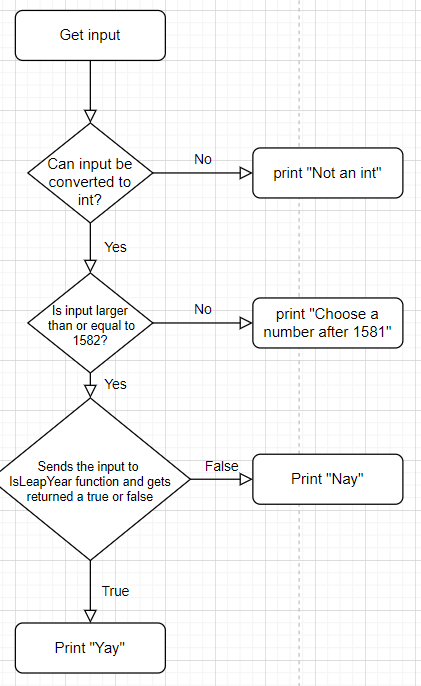 Get input
Can input be
converted to
int?
No
print "Not an int"
Yes
Is input larger
than or equal to
1582?
No
print "Choose a
number after 1581"
Yes
Sends the input to
IsLeapYear function and gets
returned a true or false
False
Print "Nay"
True
Print "Yay"